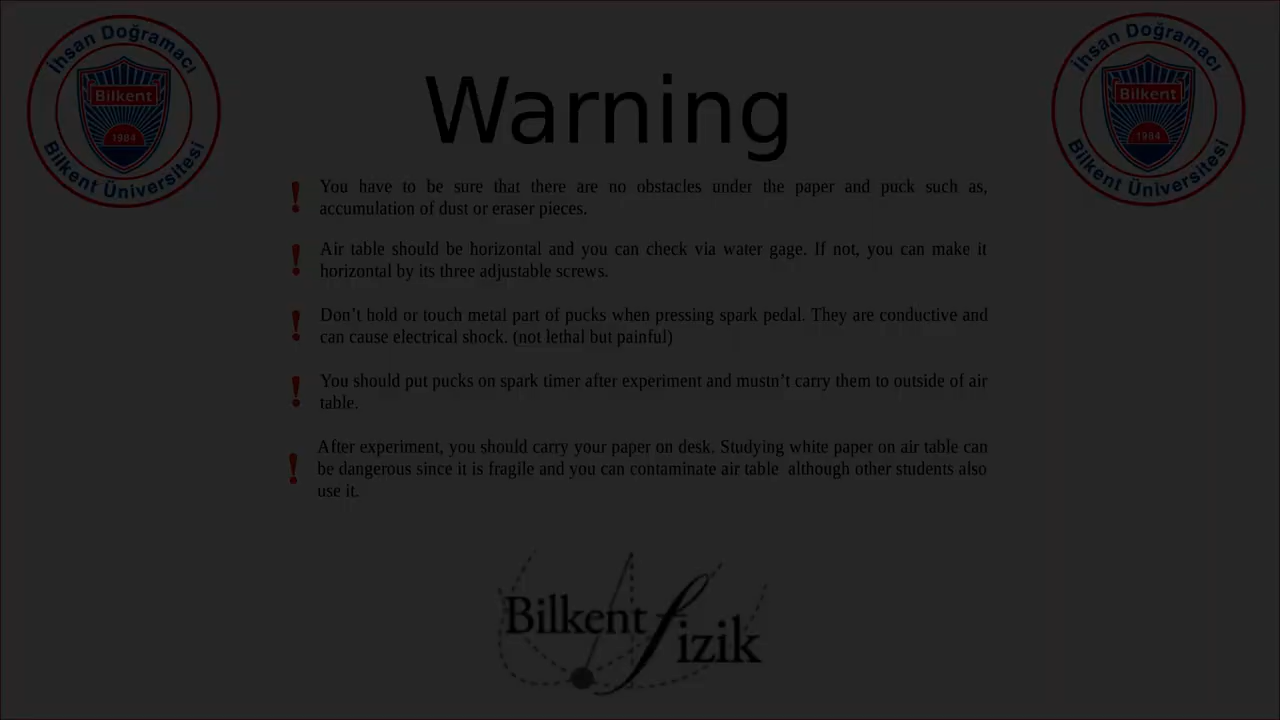 İhsan Doğramacı
Bilkent
1984
Bilkent Üniversitesi
İhsan Doğramacı
Bilkent
1984
Bilkent Üniversitesi
Warning
! You have to be sure that there are no obstacles under the paper and puck such as,
accumulation of dust or eraser pieces.
! Air table should be horizontal and you can check via water gage. If not, you can make it
horizontal by its three adjustable screws.
! Don’t hold or touch metal part of pucks when pressing spark pedal. They are conductive and
can cause electrical shock. (not lethal but painful)
! You should put pucks on spark timer after experiment and mustn’t carry them to outside of air
table.
! After experiment, you should carry your paper on desk. Studying white paper on air table can
be dangerous since it is fragile and you can contaminate air table although other students also
use it.
Bilkent fizik